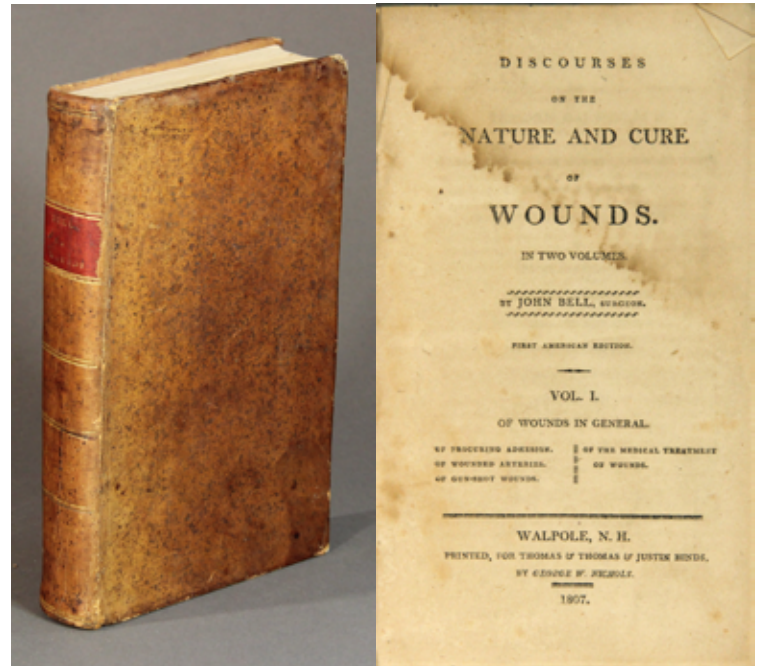 BELL'S
DISCOURSES
ON THE
NATURE AND CURE
OF
WOUNDS.
IN TWO VOLUMES.
BY JOHN BELL, SURGEON.
FIRST AMERICAN EDITION.
VOL. I.
OF WOUNDS IN GENERAL.
OF PROCURING ADHESION.
OF WOUNDED ARTERIES.
OF GUN-SHOT WOUNDS.
OF THE MEDICAL TREATMENT
OF WOUNDS.
WALPOLE, N. H.
PRINTED, FOR THOMAS & THOMAS & JUSTIN HINDS,
BY GEORGE W. NICHOLS.
1807.